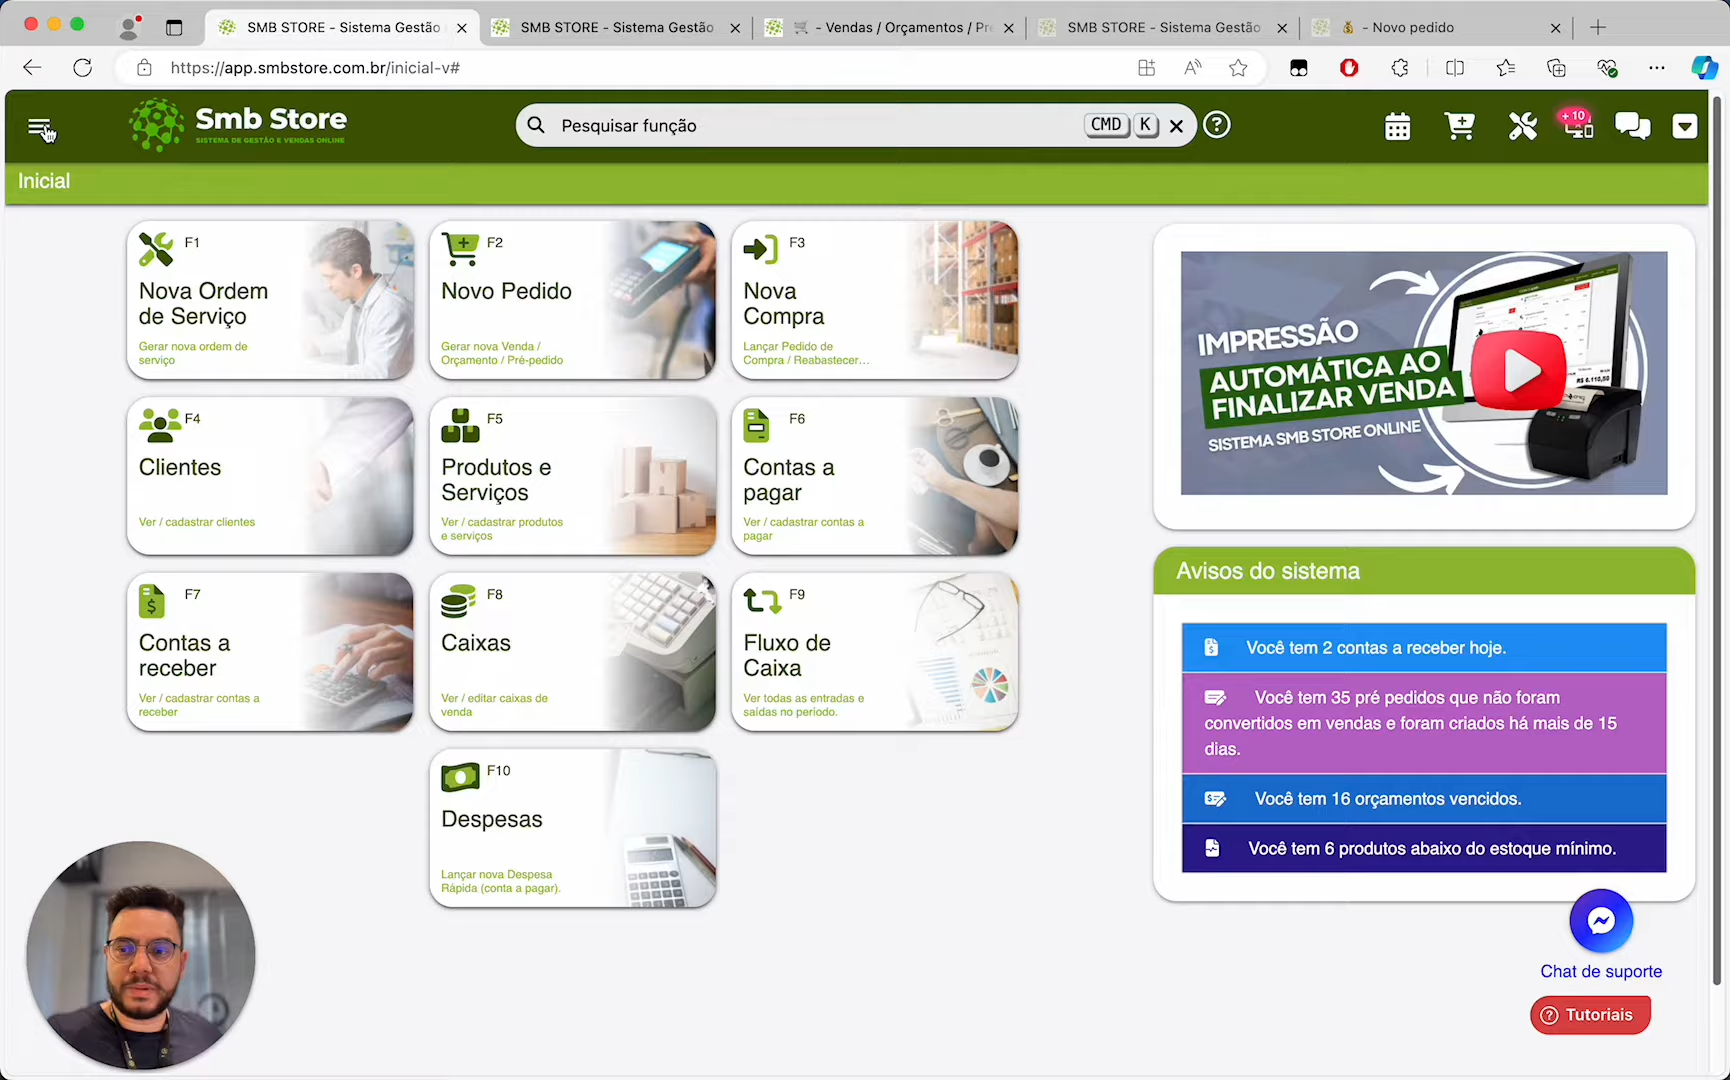 SMB STORE - Sistema Gestão
SMB STORE - Sistema Gestão
- Vendas / Orçamentos / Pré
SMB STORE - Sistema Gestão
- Novo pedido
https://app.smbstore.com.br/inicial-v#
Smb Store
SISTEMA DE GESTÃO E VENDAS ONLINE
Pesquisar função
CMD K
+ 10
Inicial
F1
Nova Ordem
de Serviço
Gerar nova ordem de
serviço
F2
Novo Pedido
Gerar nova Venda /
Orçamento / Pré-pedido
F3
Nova
Compra
Lançar Pedido de
Compra / Reabastecer...
F4
Clientes
Ver / cadastrar clientes
F5
Produtos e
Serviços
Ver / cadastrar produtos
e serviços
F6
Contas a
pagar
Ver / cadastrar contas a
pagar
F7
Contas a
receber
Ver / cadastrar contas a
receber
F8
Caixas
Ver / editar caixas de
venda
F9
Fluxo de
Caixa
Ver todas as entradas e
saídas no período.
F10
Despesas
Lançar nova Despesa
Rápida (conta a pagar).
IMPRESSÃO
AUTOMÁTICA AO
FINALIZAR VENDA
SISTEMA SMB STORE ONLINE
R$ 6.110,50
Avisos do sistema
Você tem 2 contas a receber hoje.
Você tem 35 pré pedidos que não foram
convertidos em vendas e foram criados há mais de 15
dias.
Você tem 16 orçamentos vencidos.
Você tem 6 produtos abaixo do estoque mínimo.
Chat de suporte
Tutoriais